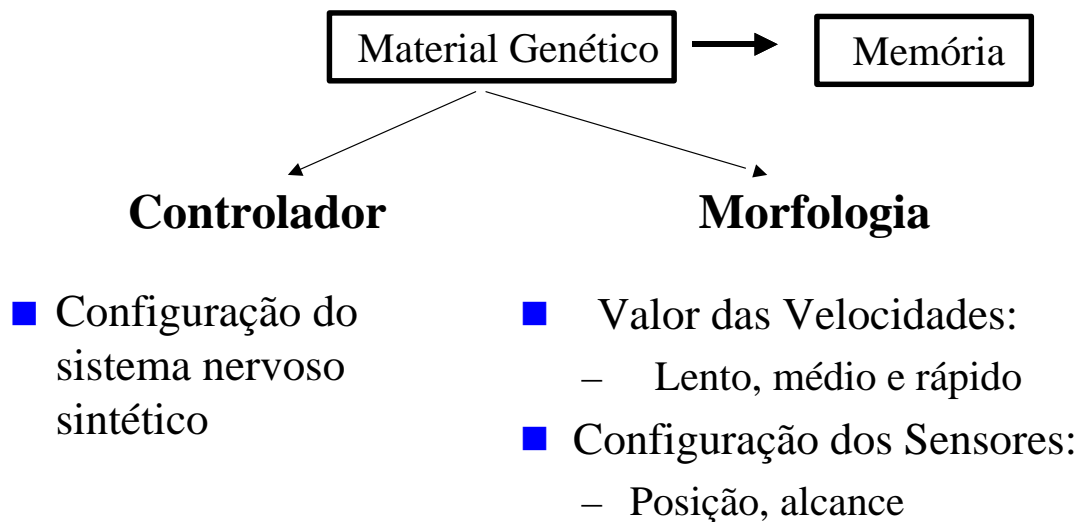 Material Genético
Memória
Controlador
Morfologia
Configuração do
sistema nervoso
sintético
Valor das Velocidades:
– Lento, médio e rápido
Configuração dos Sensores:
– Posição, alcance